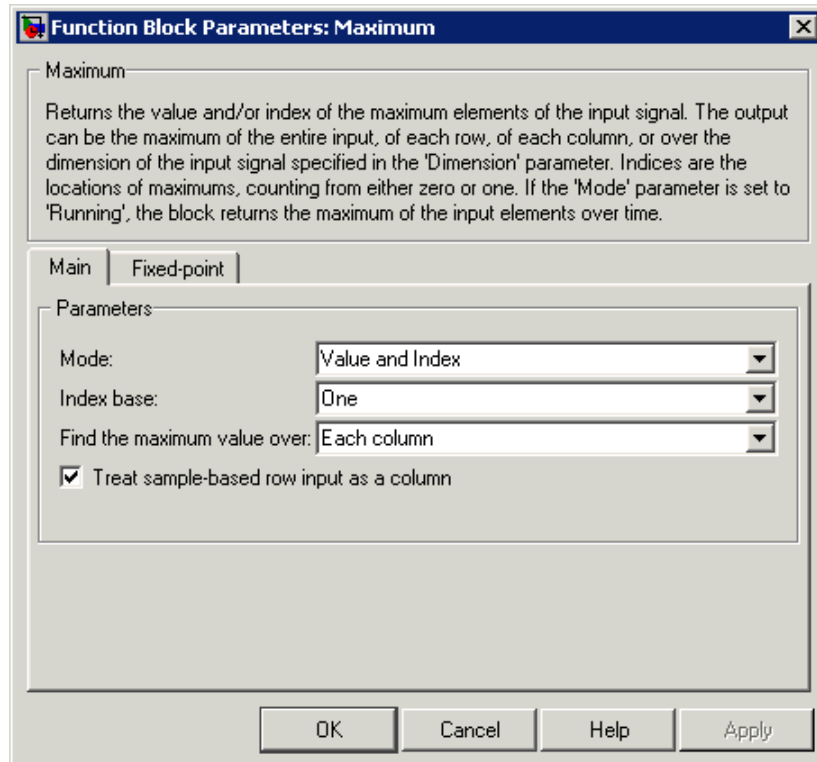 Function Block Parameters: Maximum
Maximum
Returns the value and/or index of the maximum elements of the input signal. The output
can be the maximum of the entire input, of each row, of each column, or over the
dimension of the input signal specified in the 'Dimension' parameter. Indices are the
locations of maximums, counting from either zero or one. If the 'Mode' parameter is set to
'Running', the block returns the maximum of the input elements over time.
Main Fixed-point
Parameters
Mode: Value and Index
Index base: One
Find the maximum value over: Each column
Treat sample-based row input as a column
OK Cancel Help Apply